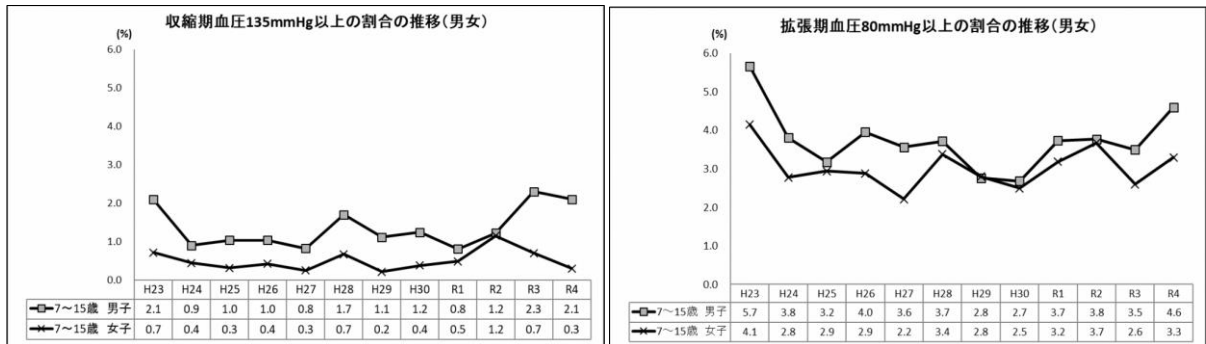 収縮期血圧135mmHg以上の割合の推移(男女)
(%)
6.0
5.0
4.0
3.0
2.0
1.0
0.0
H23 H24 H25 H26 H27 H28 H29 H30 R1 R2 R3 R4
7～15歳 男子 2.1 0.9 1.0 1.0 0.8 1.7 1.1 1.2 0.8 1.2 2.3 2.1
7～15歳 女子 0.7 0.4 0.3 0.4 0.3 0.7 0.2 0.4 0.5 1.2 0.7 0.3
拡張期血圧80mmHg以上の割合の推移(男女)
(%)
6.0
5.0
4.0
3.0
2.0
1.0
0.0
H23 H24 H25 H26 H27 H28 H29 H30 R1 R2 R3 R4
7～15歳 男子 5.7 3.8 3.2 4.0 3.6 3.7 2.8 2.7 3.7 3.8 3.5 4.6
7～15歳 女子 4.1 2.8 2.9 2.9 2.2 3.4 2.8 2.5 3.2 3.7 2.6 3.3